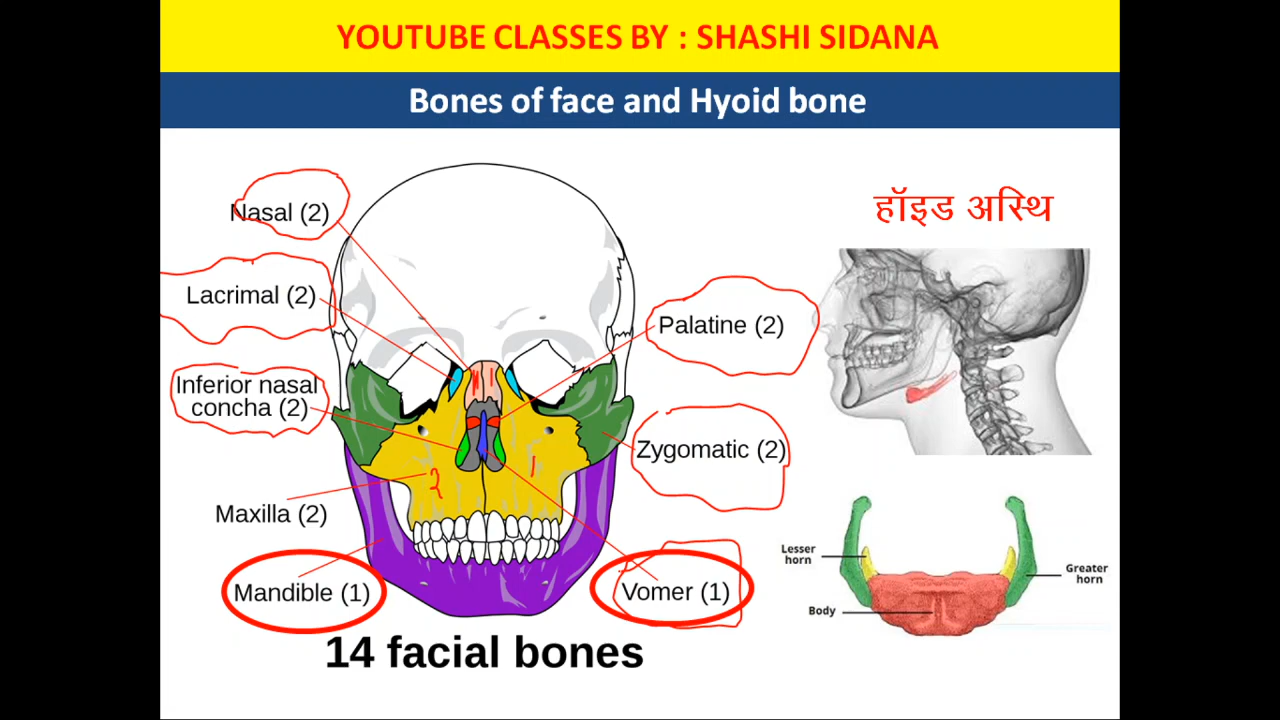 YOUTUBE CLASSES BY : SHASHI SIDANA
Bones of face and Hyoid bone
Nasal (2)
Lacrimal (2)
Inferior nasal
concha (2)
Maxilla (2)
Mandible (1)
Palatine (2)
Zygomatic (2)
Vomer (1)
14 facial bones
हॉइड अस्थि
Lesser
horn
Body
Greater
horn